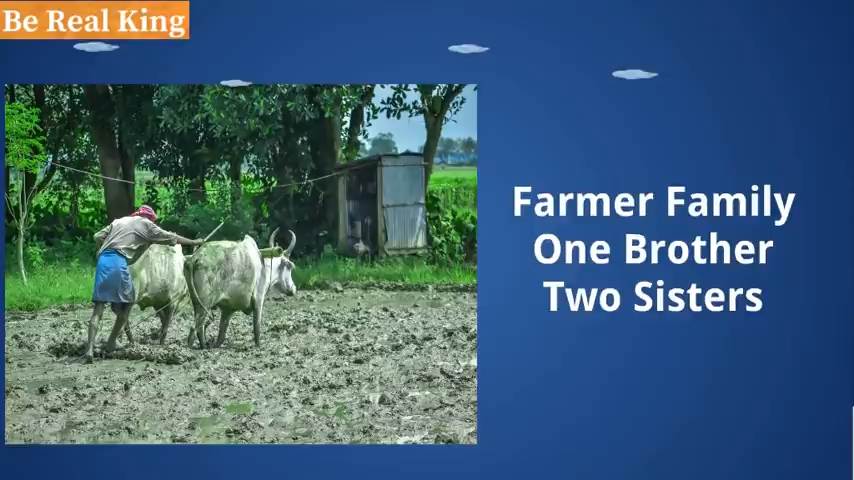 Be Real King
Farmer Family
One Brother
Two Sisters